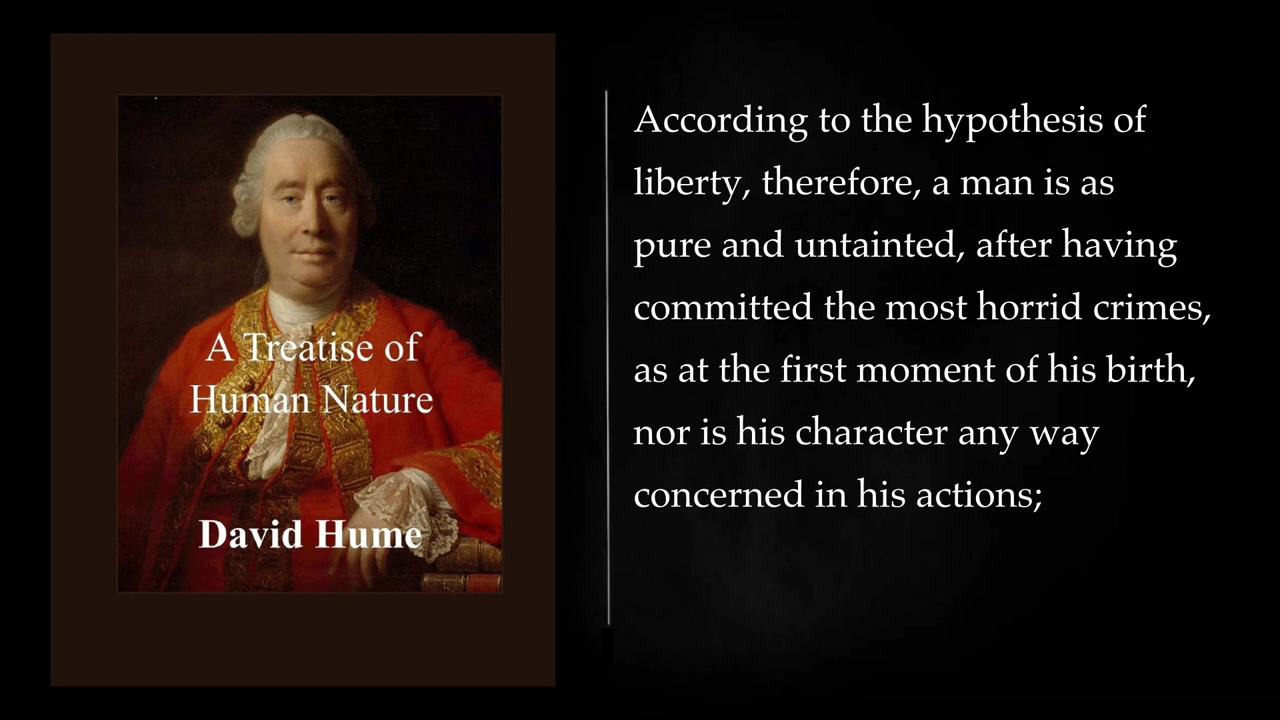 A Treatise of
Human Nature
David Hume
According to the hypothesis of
liberty, therefore, a man is as
pure and untainted, after having
committed the most horrid crimes,
as at the first moment of his birth,
nor is his character any way
concerned in his actions;